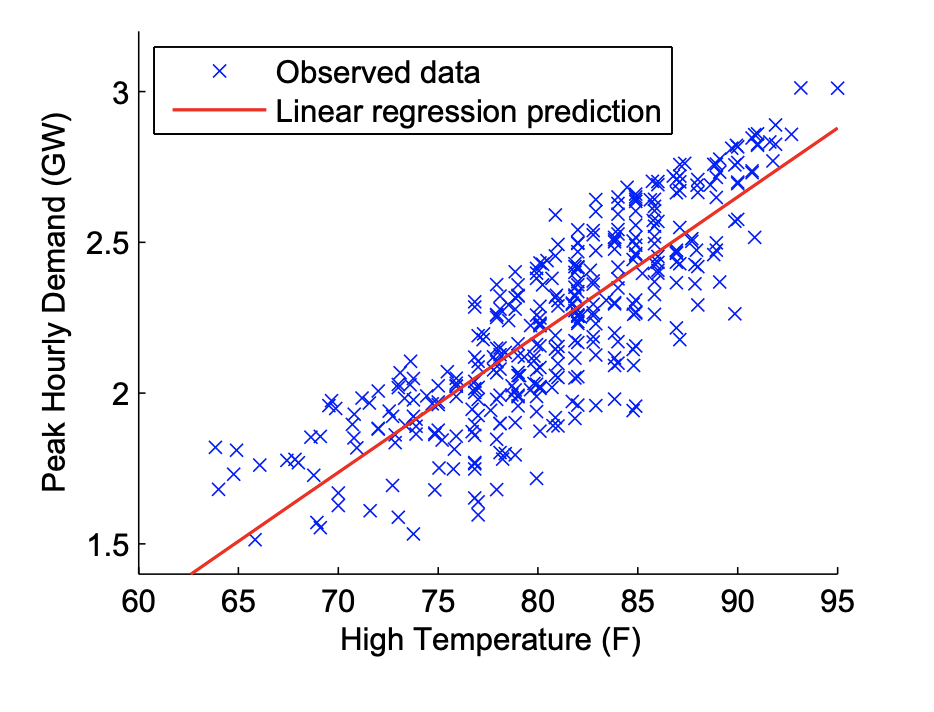 Observed data
Linear regression prediction
Peak Hourly Demand (GW)
3
2.5
2
1.5
60 65 70 75 80 85 90 95
High Temperature (F)